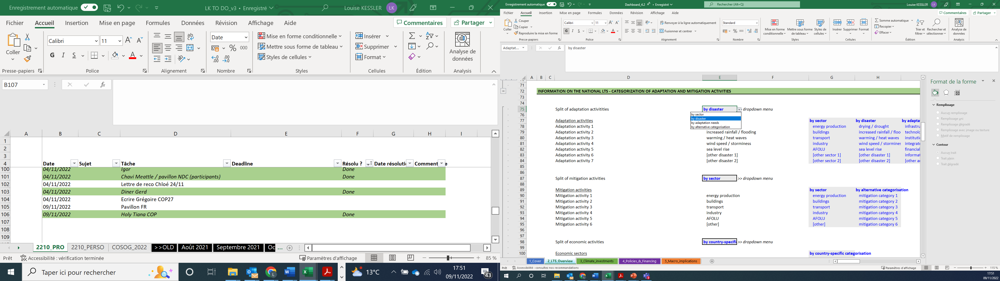 Enregistrement automatique
LK TO DO_v3 • Enregistré
Louise KESSLER
LK
Fichier
Accueil
Insertion
Mise en page
Formules
Données
Révision
Affichage
Aide
Commentaires
Partager
Coller
Calibri
11
G I S
Date
% 000
Mise en forme conditionnelle
Mettre sous forme de tableau
Styles de cellules
Insérer
Supprimer
Format
Analyse de données
Presse-papiers
Police
Alignement
Nombre
Styles
Cellules
Édition
Analysis
B107
fx
A B C D E F G H I
1
2
3
4 Date Sujet Tâche Deadline Résolu ? Date résoluti Comment e
100 04/11/2022 Igor Done
101 04/11/2022 Chavi Meattle / pavillon NDC (participants) Done
102 04/11/2022 Lettre de reco Chloé 24/11
103 04/11/2022 Diner Gerd Done
104 04/11/2022 Ecrire Grégoire COP27
105 09/11/2022 Pavillon FR
106 09/11/2022 Holy Tiana COP Done
107
108
109
2210_PRO 2210_PERSO COSOG_2022 >>OLD Août 2021 Septembre 2021 Oc ...
Prêt Accessibilité : vérification terminée Paramètres d'affichage 85 %
Taper ici pour rechercher
13°C
17:51
09/11/2022
43
Enregistrement automatique
Dashboard_4.2 • Enregistré
Rechercher (Alt+Q)
Louise KESSLER
LK
Fichier Accueil Insertion Mise en page Formules Données Révision Affichage Aide
Commentaires
Partager
Coller
Couper
Copier
Reproduire la mise en forme
Calibri 11
G I S
Renvoyer à la ligne automatiquement
Fusionner et centrer
Standard
% 000
Mise en forme conditionnelle
Mettre sous forme de tableau
Styles de cellules
Insérer Supprimer Format
Somme automatique
Recopier
Effacer
Trier et filtrer
Rechercher et sélectionner
Analyse de données
Presse-papiers Police Alignement Nombre Styles Cellules Édition Analysis
Adaptat... fx by disaster
A B C D E F G H
71
72 INFORMATION ON THE NATIONAL LTS - CATEGORIZATION OF ADAPTATION AND MITIGATION ACTIVITIES
73
74
75 Split of adaptation activitities by disaster dropdown menu
by sector
by disaster
by adaptation needs
by alternative categorisation
76
77 Adaptation activities by sector by disaster by adapta
78 Adaptation activity 1 energy production drying / drought infrastru
79 Adaptation activity 2 increased rainfall / flooding buildings increased rainfall / floo technolo
80 Adaptation activity 3 warming / heat waves transport warming / heat waves instituti
81 Adaptation activity 4 wind speed / storminess industry wind speed / stormines integrate
82 Adaptation activity 5 sea level rise AFOLU sea level rise financial
83 Adaptation activity 6 [other disaster 1] [other sector 1] [other disaster 1] informat
84 Adaptation activity 7 [other disaster 2] [other sector 2] [other disaster 2] [other ad
85
86
87 Split of mitigation activities by sector >> dropdown menu
88
89 Mitigation activities by sector by alternative categorisation
90 Mitigation activity 1 energy production energy production mitigation category 1
91 Mitigation activity 2 buildings buildings mitigation category 2
92 Mitigation activity 3 transport transport mitigation category 3
93 Mitigation activity 4 industry industry mitigation category 4
94 Mitigation activity 5 AFOLU AFOLU mitigation category 5
95 Mitigation activity 6 [other] [other] mitigation category 6
96
97
98 Split of economic activities by country-specifi >> dropdown menu
99
100 Economic sectors by country-specific categorisation
1_Cover 2_LTS_Overview 3_Climate_investments 4_Policies_&_Financing 5_Macro_implications
Format de la forme
Remplissage
Aucun remplissage
Remplissage uni
Remplissage dégradé
Remplissage avec image ou texture
Motif de remplissage
Contour
Aucun trait
Trait plein
Trait dégradé
Prêt Accessibilité : consultez nos recommandations Paramètres d'affichage 115 %
17:51
09/11/2022